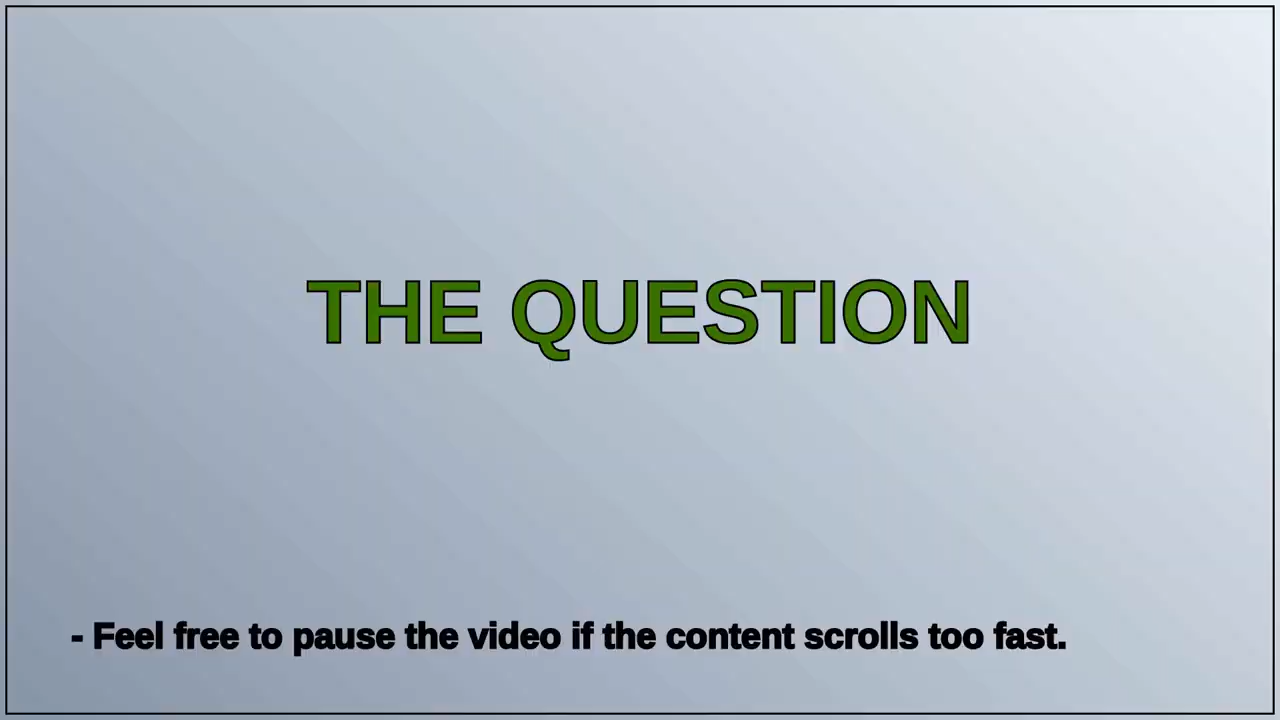 THE QUESTION
- Feel free to pause the video if the content scrolls too fast.